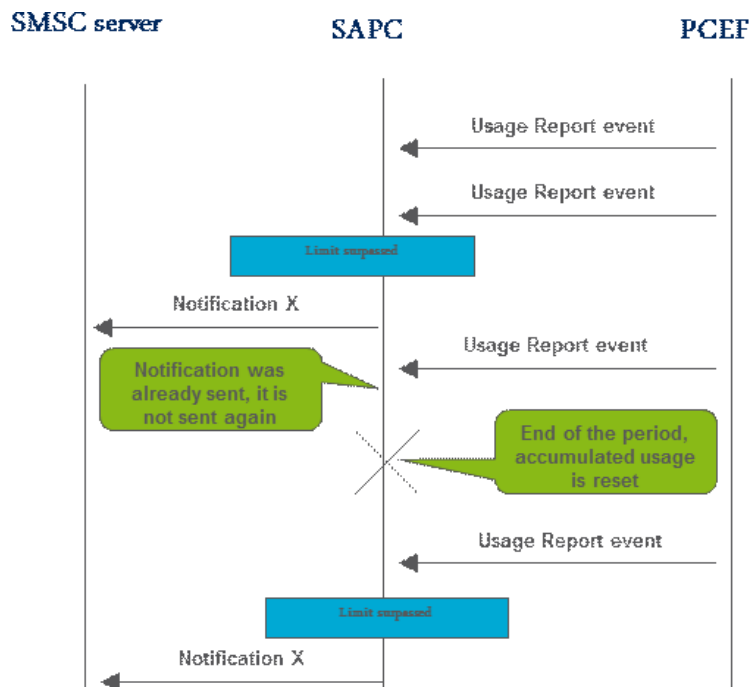 SMSC server
SAPC
PCEF
Usage Report event
Usage Report event
Limit surpassed
Notification X
Usage Report event
Notification was
already sent, it is
not sent again
End of the period,
accumulated usage
is reset
Usage Report event
Limit surpassed
Notification X